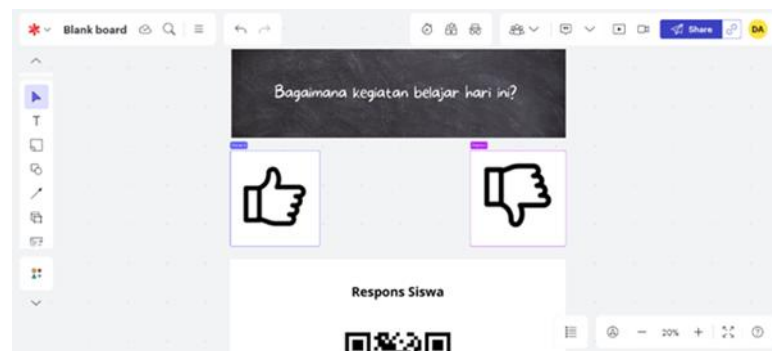 Blank board
Share
DA
Bagaimana kegiatan belajar hari ini?
Respons Siswa
20%